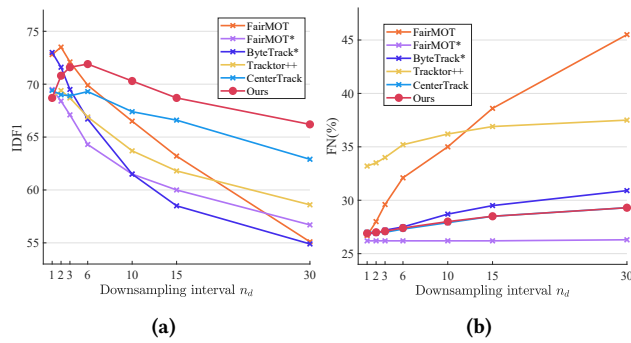 75
70
65
60
55
IDF1
1 2 3 6 10 15 30
Downsampling interval n_d
FairMOT
FairMOT*
ByteTrack*
Tracktor++
CenterTrack
Ours
(a)
45
40
35
30
25
FN(%)
1 2 3 6 10 15 30
Downsampling interval n_d
FairMOT
FairMOT*
ByteTrack*
Tracktor++
CenterTrack
Ours
(b)